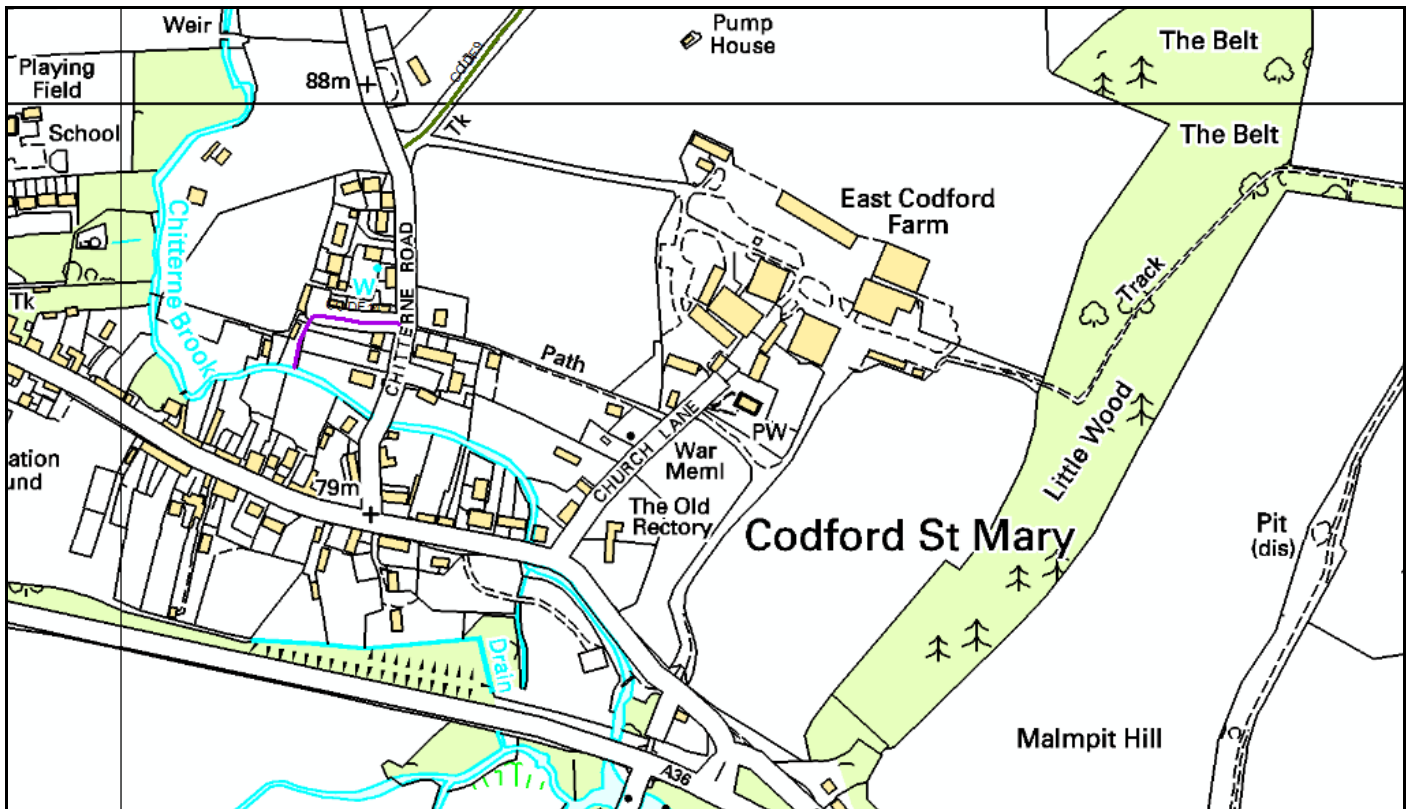 Weir
Pump
House
The Belt
Playing
Field
88m
School
Tk
The Belt
East Codford
Farm
Chitterne Brook
CHITTERNE ROAD
W
Track
Tk
Path
Little Wood
CHURCH LANE
PW
War
Meml
ation
und
79m
The Old
Rectory
Codford St Mary
Pit
(dis)
Drain
Malmpit Hill
A36